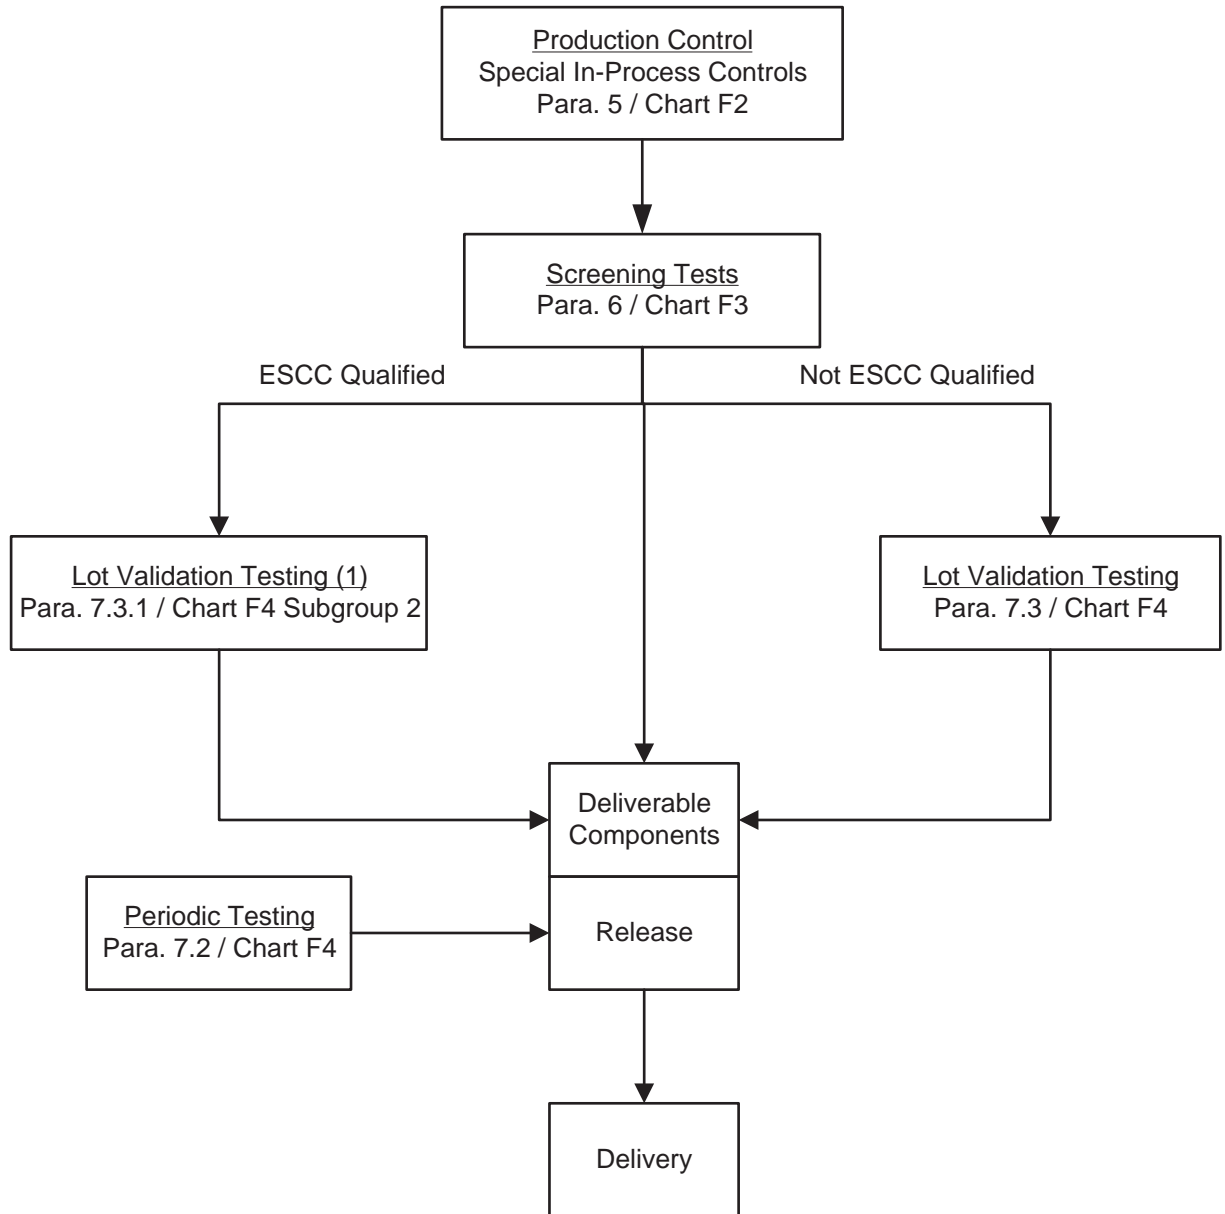 Production Control
Special In-Process Controls
Para. 5 / Chart F2
Screening Tests
Para. 6 / Chart F3
ESCC Qualified
Not ESCC Qualified
Lot Validation Testing (1)
Para. 7.3.1 / Chart F4 Subgroup 2
Lot Validation Testing
Para. 7.3 / Chart F4
Deliverable
Components
Periodic Testing
Para. 7.2 / Chart F4
Release
Delivery